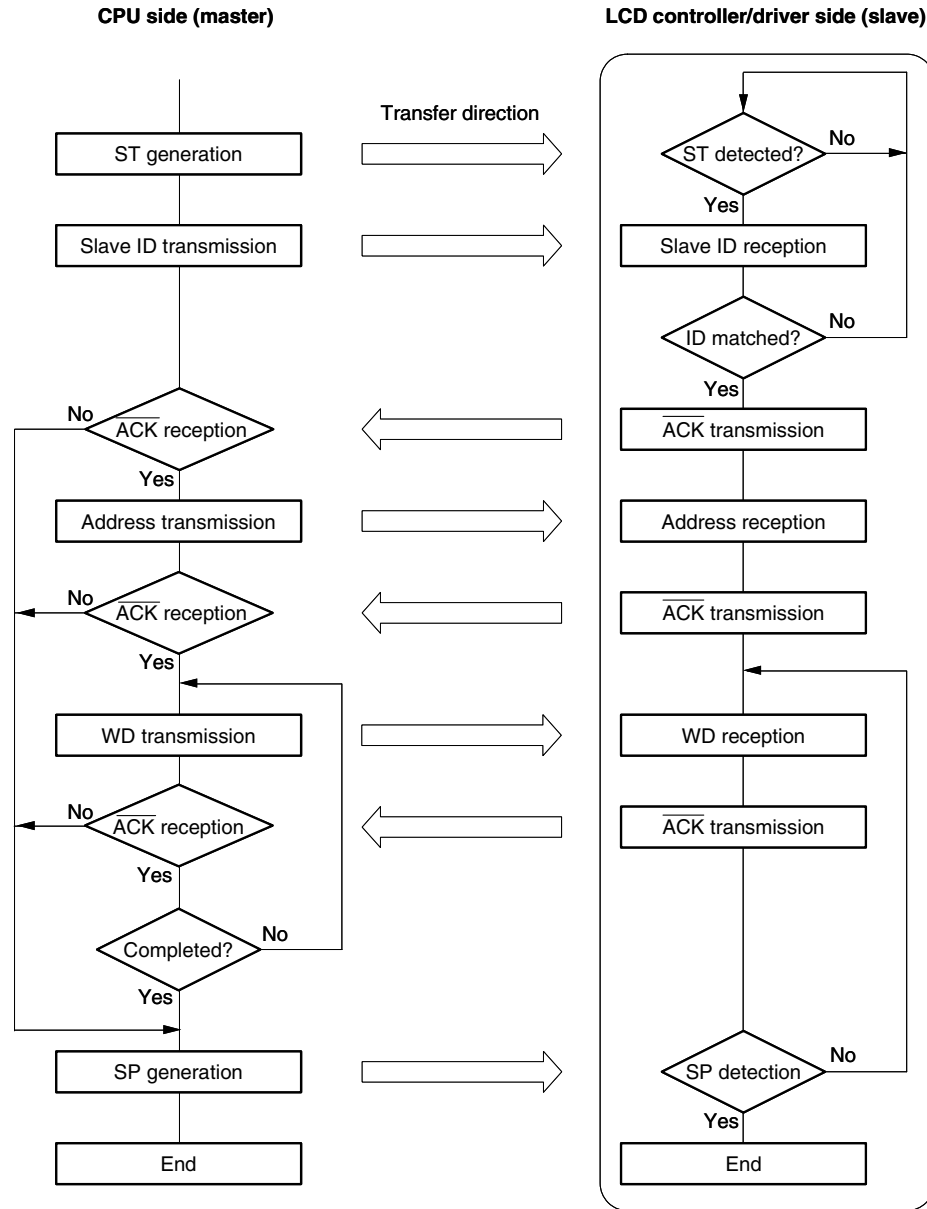 CPU side (master)
LCD controller/driver side (slave)
Transfer direction
ST generation
ST detected?
No
Yes
Slave ID transmission
Slave ID reception
ID matched?
No
Yes
No
ACK reception
Yes
ACK transmission
Address transmission
Address reception
No
ACK reception
Yes
ACK transmission
WD transmission
WD reception
No
ACK reception
Yes
ACK transmission
Completed?
No
Yes
SP generation
SP detection
No
Yes
End
End